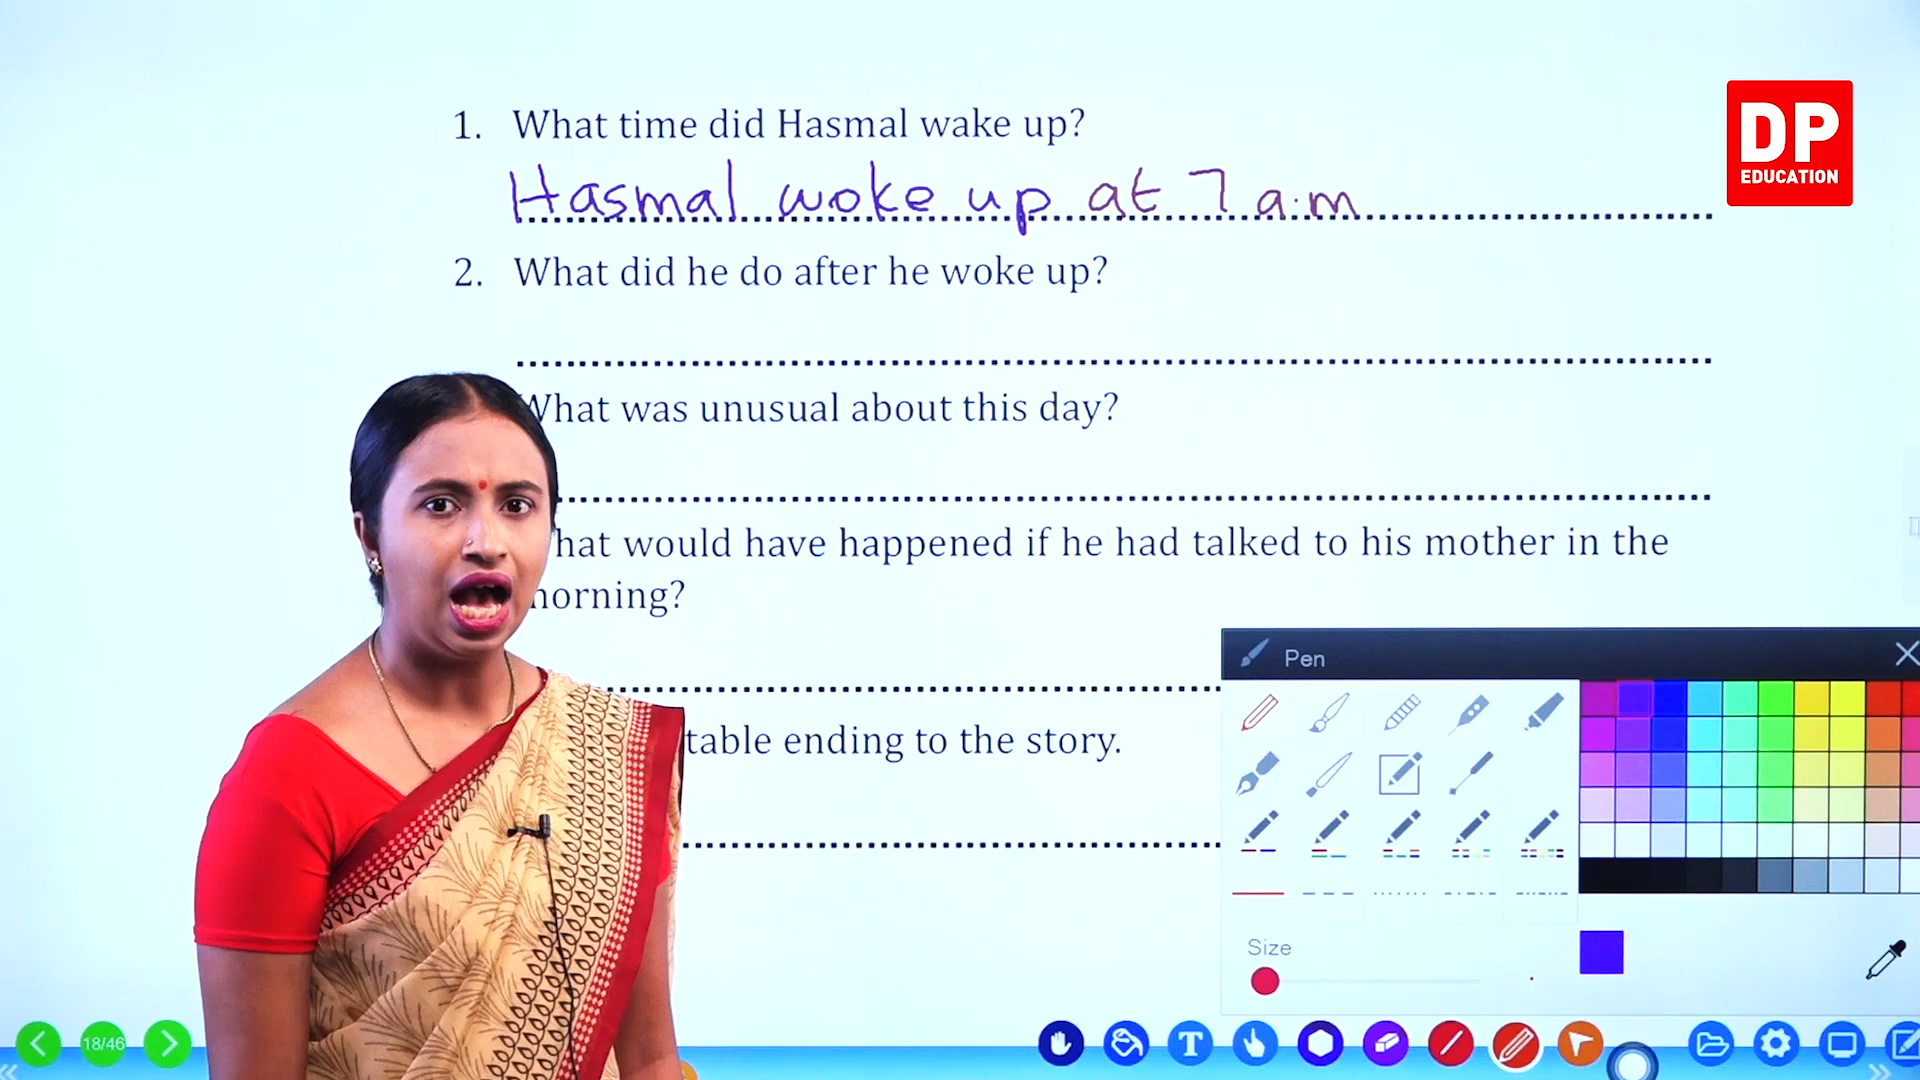 DP
EDUCATION
1. What time did Hasmal wake up?
Hasmal woke up at 7 a.m
2. What did he do after he woke up?
What was unusual about this day?
hat would have happened if he had talked to his mother in the
morning?
table ending to the story.
Pen
Size
18/46
T